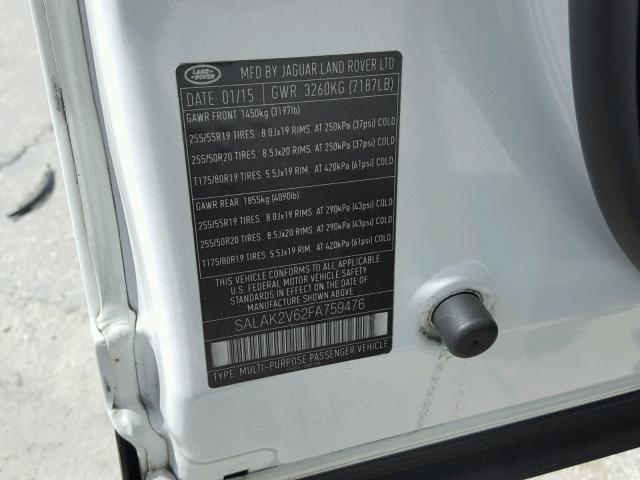 LAND ROVER
MFD BY JAGUAR LAND ROVER LTD
DATE: 01/15 GWR 3260KG (7187LB)
GAWR FRONT 1450kg (3197lb)
255/55R19 TIRES. 8.0Jx19 RIMS. AT 250kPa (37psi) COLD
255/50R20 TIRES. 8.5Jx20 RIMS. AT 250kPa (37psi) COLD
T175/80R19 TIRES. 5.5Jx19 RIM. AT 420kPa (61psi) COLD
GAWR REAR 1855kg (4090lb)
255/55R19 TIRES. 8.0Jx19 RIMS. AT 290kPa (43psi) COLD
255/50R20 TIRES. 8.5Jx20 RIMS. AT 290kPa (43psi) COLD
T175/80R19 TIRES. 5.5Jx19 RIM. AT 420kPa (61psi) COLD
THIS VEHICLE CONFORMS TO ALL APPLICABLE
U.S. FEDERAL MOTOR VEHICLE SAFETY
STANDARDS IN EFFECT ON THE DATE OF
MANUFACTURE SHOWN ABOVE.
SALAK2V62FA759476
TYPE: MULTI-PURPOSE PASSENGER VEHICLE